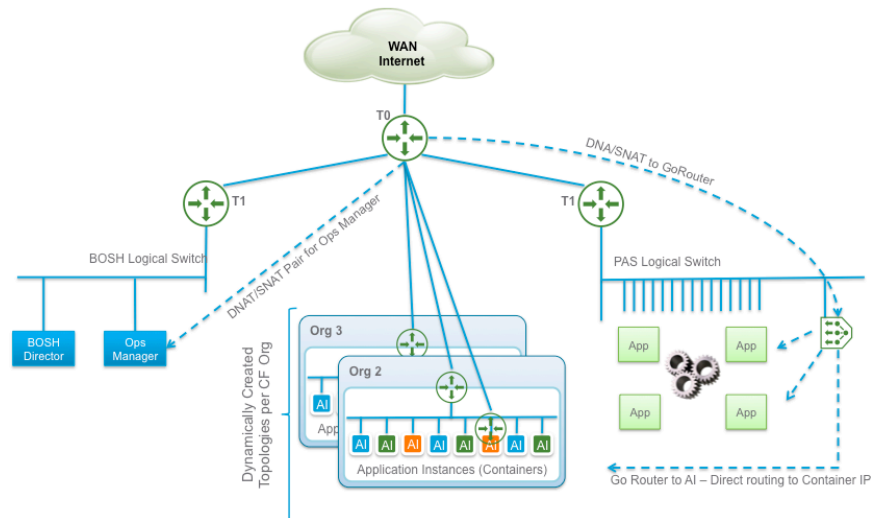 WAN
Internet
T0
DNA/SNAT to GoRouter
T1
T1
BOSH Logical Switch
DNAT/SNAT Pair for Ops Manager
PAS Logical Switch
BOSH
Director
Ops
Manager
Dynamically Created
Topologies per CF Org
Org 3
AI
App
Org 2
AI AI AI AI AI AI AI AI
Application Instances (Containers)
App
App
App
App
Go Router to AI – Direct routing to Container IP